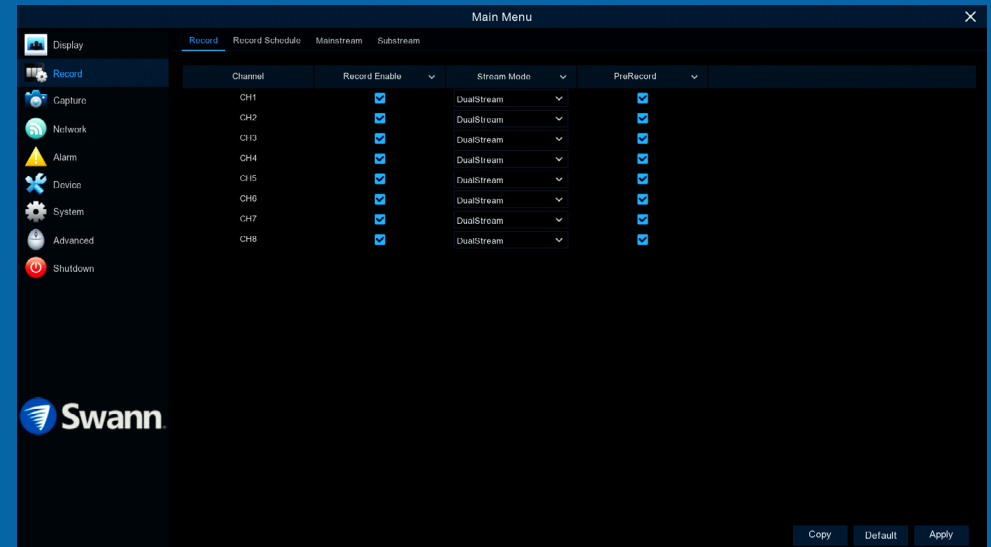 Main Menu
Display
Record
Capture
Network
Alarm
Device
System
Advanced
Shutdown
Swann.
Record Record Schedule Mainstream Substream
Channel Record Enable Stream Mode PreRecord
CH1 DualStream
CH2 DualStream
CH3 DualStream
CH4 DualStream
CH5 DualStream
CH6 DualStream
CH7 DualStream
CH8 DualStream
Copy Default Apply